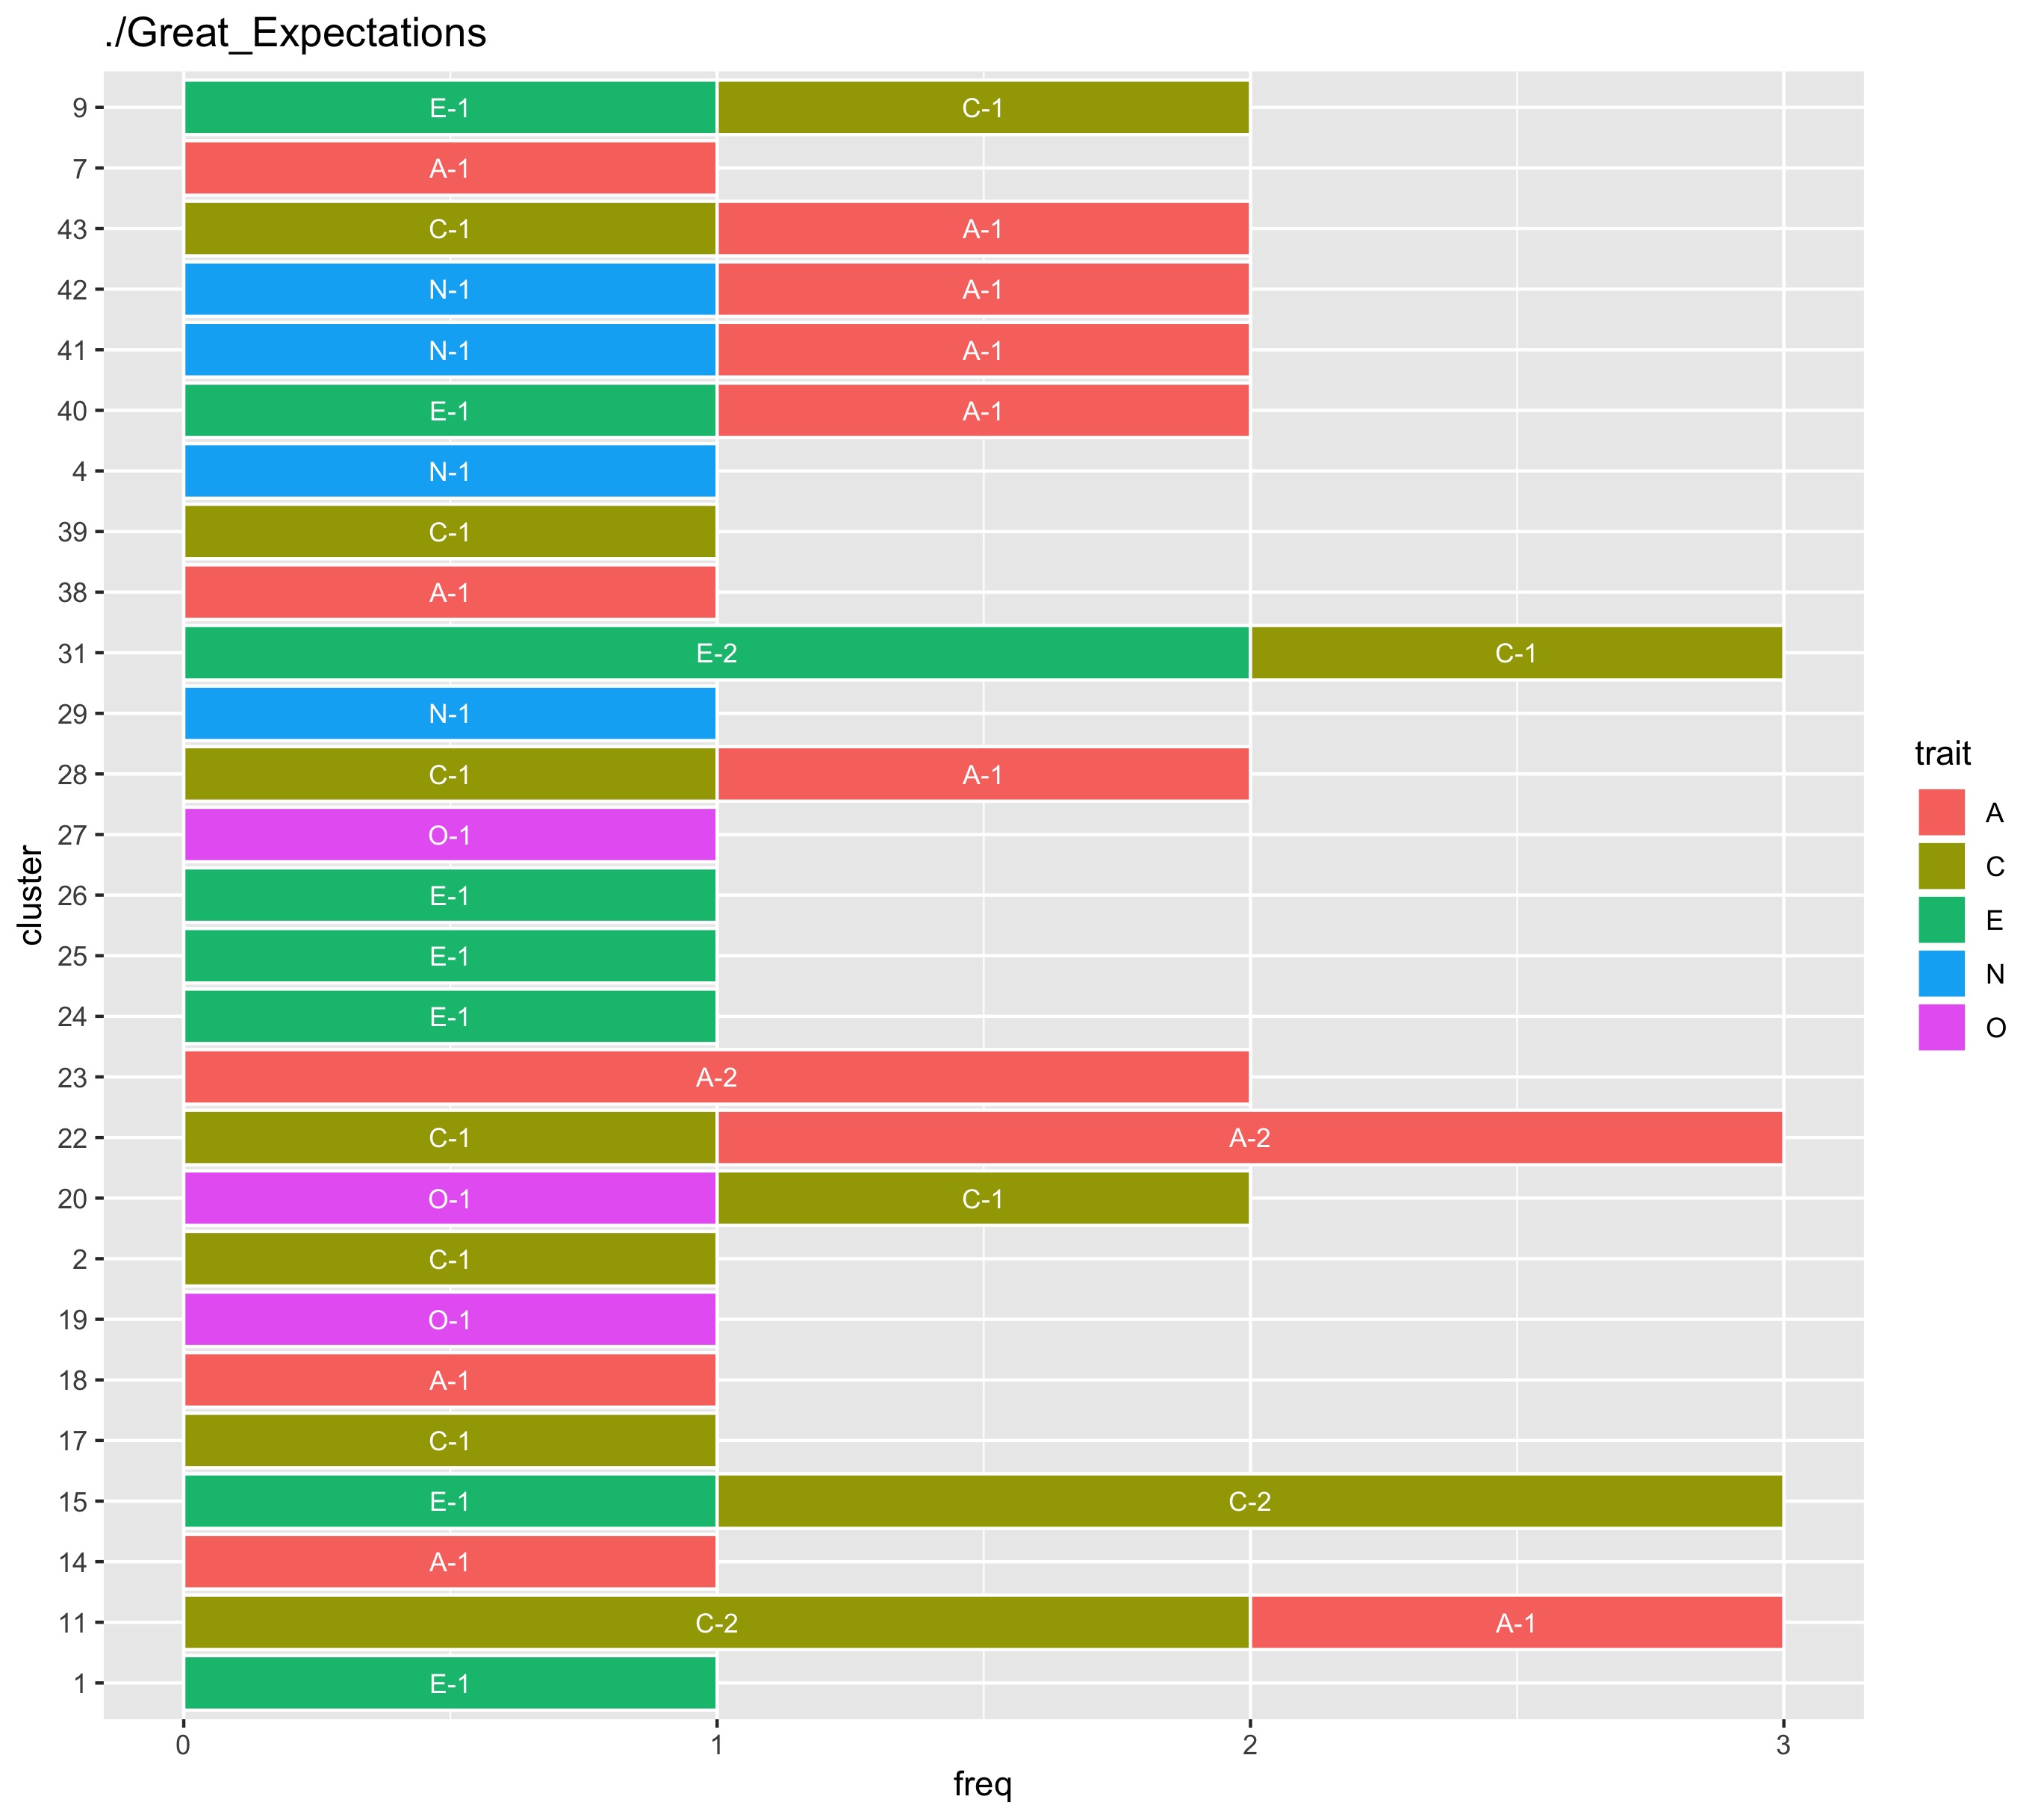 ./Great_Expectations
9 E-1 C-1
7 A-1
43 C-1 A-1
42 N-1 A-1
41 N-1 A-1
40 E-1 A-1
4 N-1
39 C-1
38 A-1
31 E-2 C-1
29 N-1
28 C-1 A-1
27 O-1
26 E-1
25 E-1
24 E-1
23 A-2
22 C-1 A-2
20 O-1 C-1
2 C-1
19 O-1
18 A-1
17 C-1
15 E-1 C-2
14 A-1
11 C-2 A-1
1 E-1
0 1 2 3
freq
cluster
trait
A
C
E
N
O